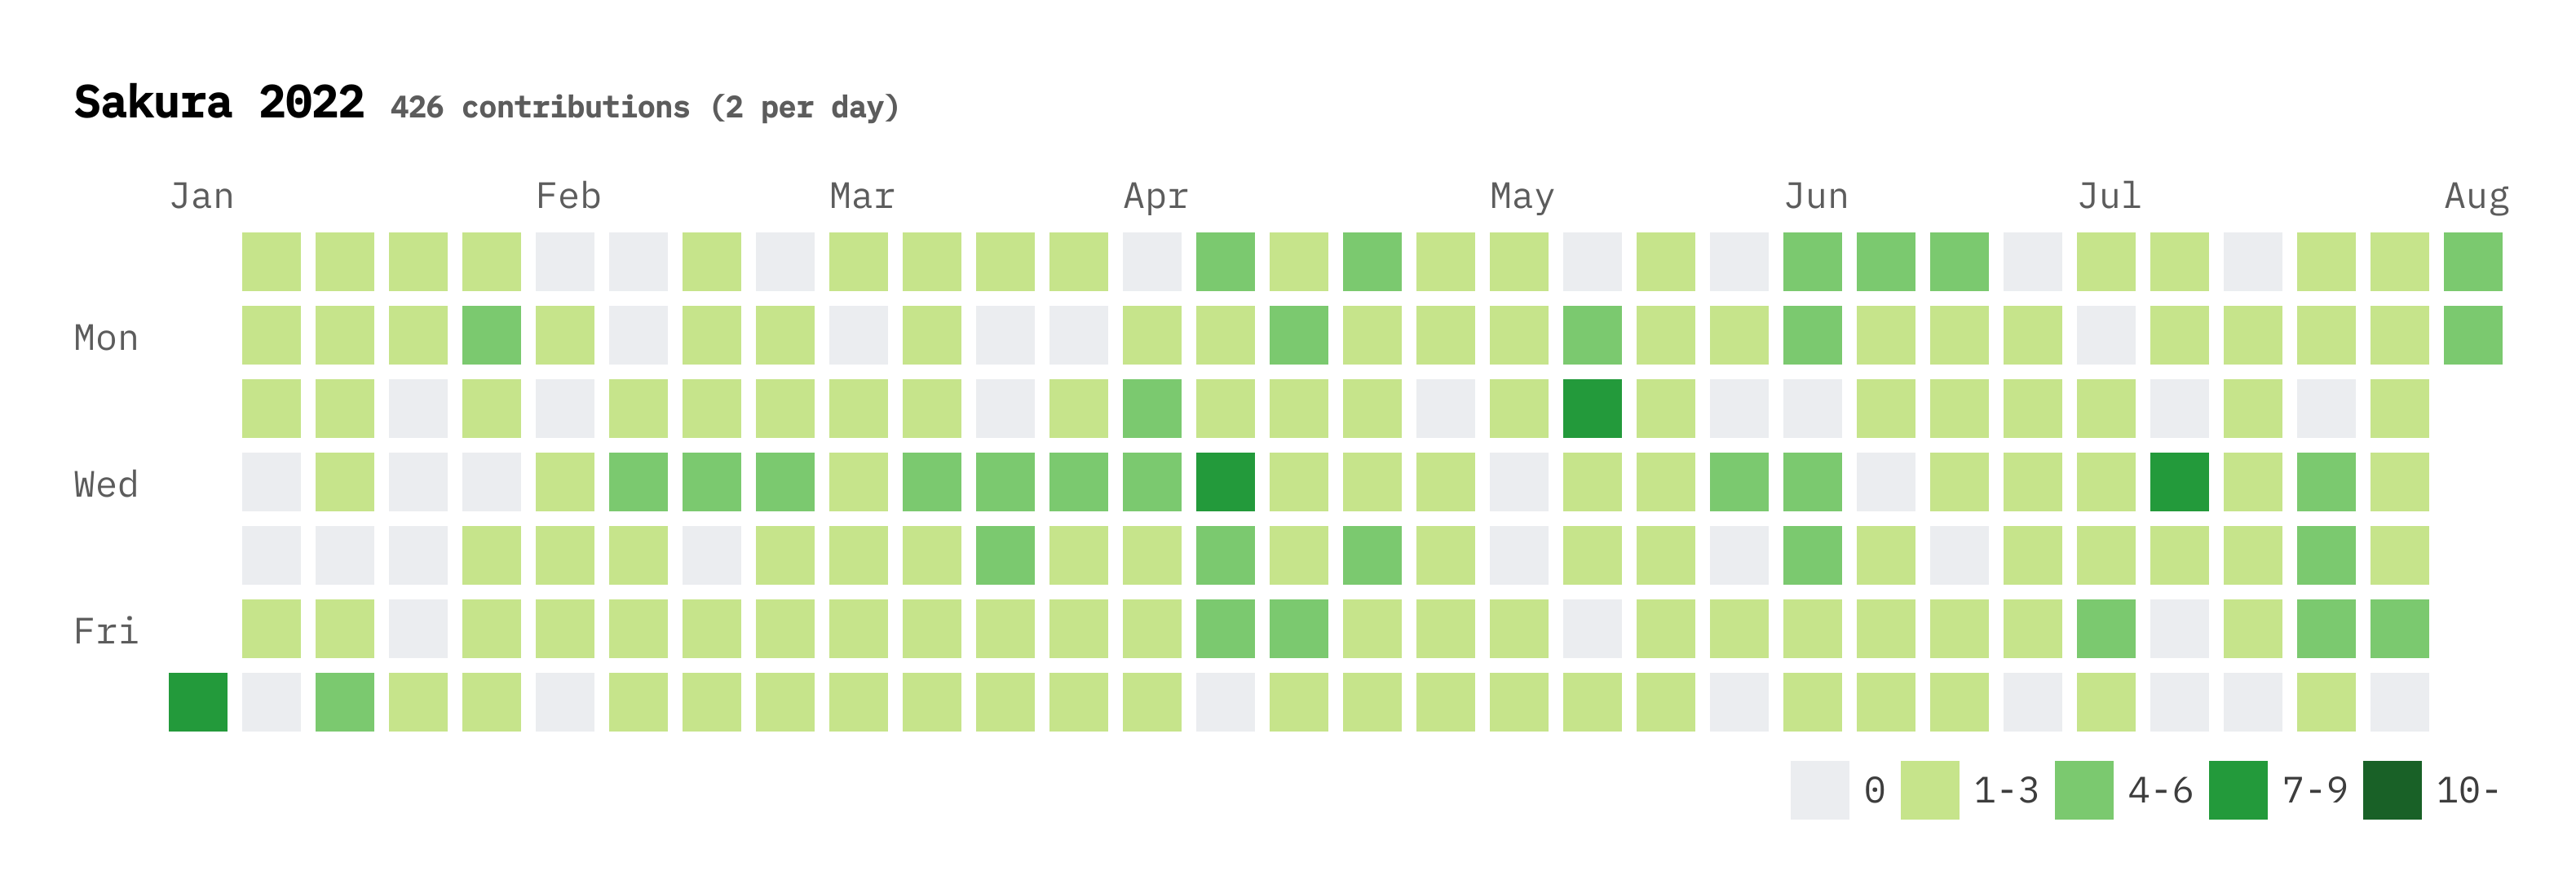 Sakura 2022 426 contributions (2 per day)
Jan Feb Mar Apr May Jun Jul Aug
Mon
Wed
Fri
0 1-3 4-6 7-9 10-